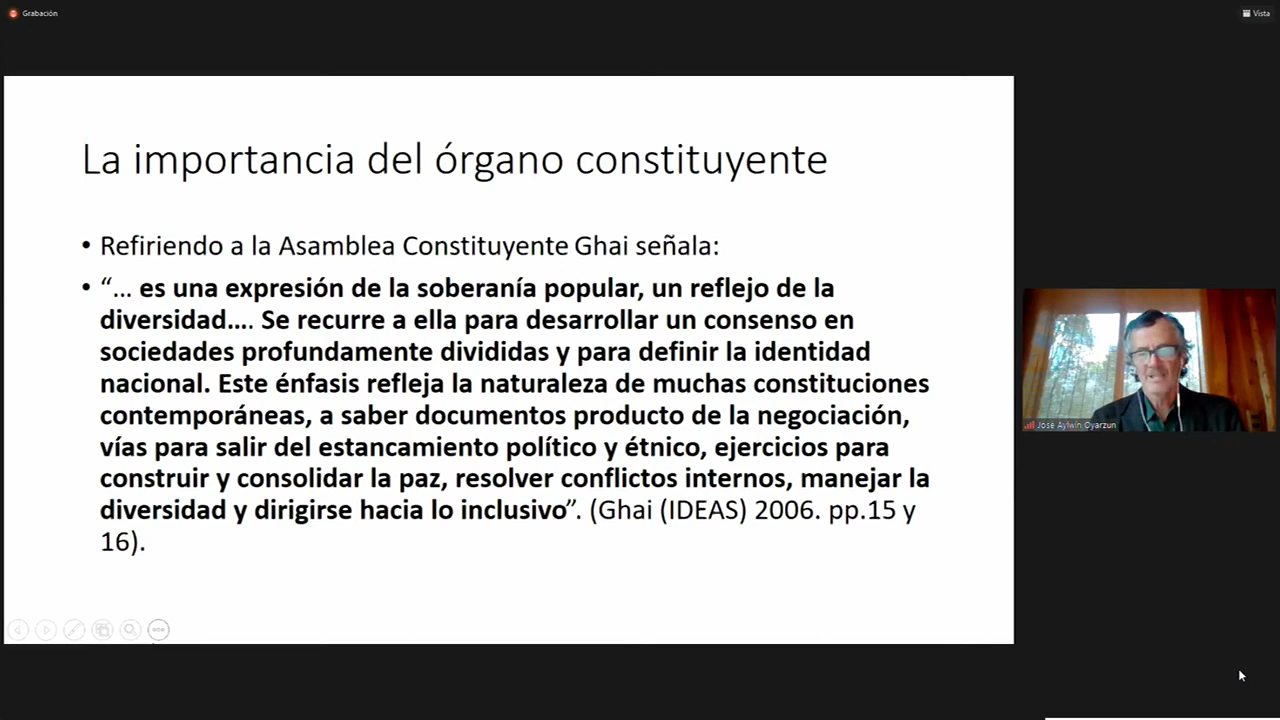 Grabación
Vista
La importancia del órgano constituyente
• Refiriendo a la Asamblea Constituyente Ghai señala:
• “... es una expresión de la soberanía popular, un reflejo de la
diversidad…. Se recurre a ella para desarrollar un consenso en
sociedades profundamente divididas y para definir la identidad
nacional. Este énfasis refleja la naturaleza de muchas constituciones
contemporáneas, a saber documentos producto de la negociación,
vías para salir del estancamiento político y étnico, ejercicios para
construir y consolidar la paz, resolver conflictos internos, manejar la
diversidad y dirigirse hacia lo inclusivo”. (Ghai (IDEAS) 2006. pp.15 y
16).
Jose Aylwin Oyarzun